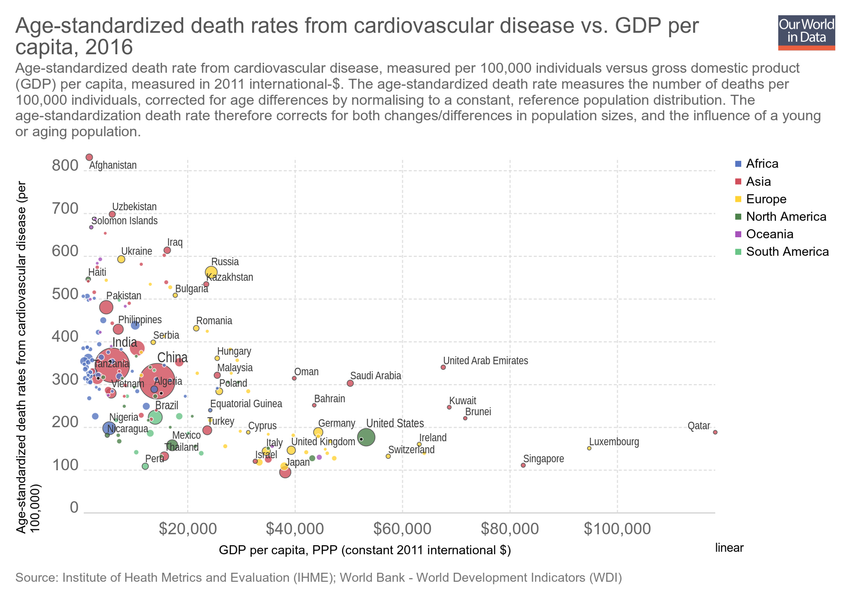 Age-standardized death rates from cardiovascular disease vs. GDP per
capita, 2016
Our World
in Data
Age-standardized death rate from cardiovascular disease, measured per 100,000 individuals versus gross domestic product
(GDP) per capita, measured in 2011 international-$. The age-standardized death rate measures the number of deaths per
100,000 individuals, corrected for age differences by normalising to a constant, reference population distribution. The
age-standardization death rate therefore corrects for both changes/differences in population sizes, and the influence of a young
or aging population.
Age-standardized death rates from cardiovascular disease (per
100,000)
800
700
600
500
400
300
200
100
0
Afghanistan
Uzbekistan
Solomon Islands
Iraq
Ukraine
Russia
Haiti
Kazakhstan
Bulgaria
Pakistan
Philippines
Romania
Serbia
India
China
Hungary
Tanzania
Malaysia
Oman
Saudi Arabia
United Arab Emirates
Vietnam
Algeria
Poland
Brazil
Equatorial Guinea
Bahrain
Kuwait
Brunei
Nigeria
Nicaragua
Turkey
Cyprus
Germany
United States
Qatar
Mexico
Thailand
Italy
United Kingdom
Ireland
Luxembourg
Peru
Israel
Japan
Switzerland
Singapore
Africa
Asia
Europe
North America
Oceania
South America
$20,000
$40,000
$60,000
$80,000
$100,000
GDP per capita, PPP (constant 2011 international $)
linear
Source: Institute of Heath Metrics and Evaluation (IHME); World Bank - World Development Indicators (WDI)